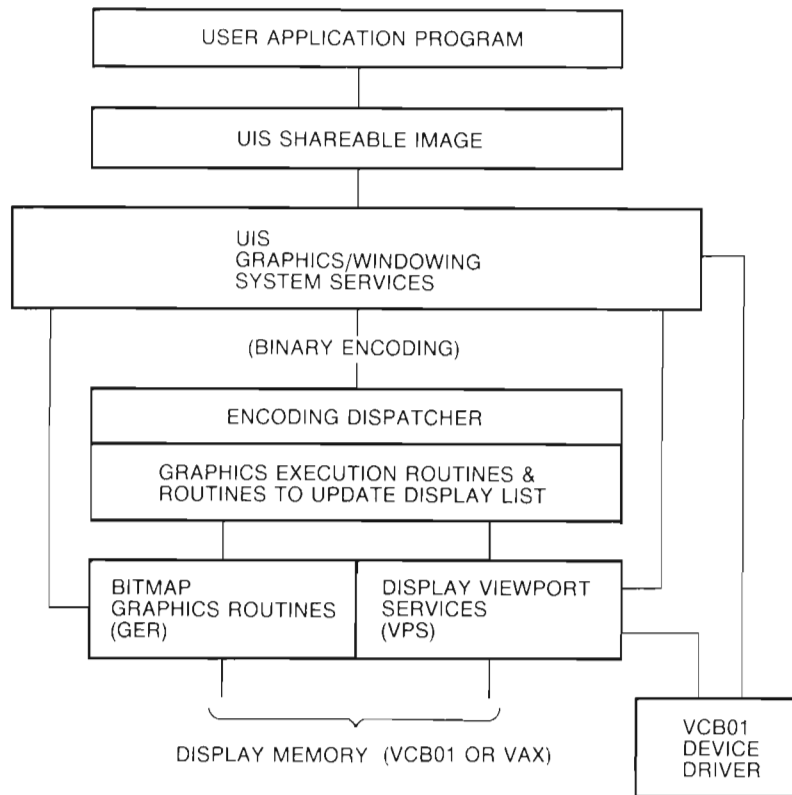 USER APPLICATION PROGRAM
UIS SHAREABLE IMAGE
UIS
GRAPHICS/WINDOWING
SYSTEM SERVICES
(BINARY ENCODING)
ENCODING DISPATCHER
GRAPHICS EXECUTION ROUTINES &
ROUTINES TO UPDATE DISPLAY LIST
BITMAP
GRAPHICS ROUTINES
(GER)
DISPLAY VIEWPORT
SERVICES
(VPS)
DISPLAY MEMORY (VCB01 OR VAX)
VCB01
DEVICE
DRIVER